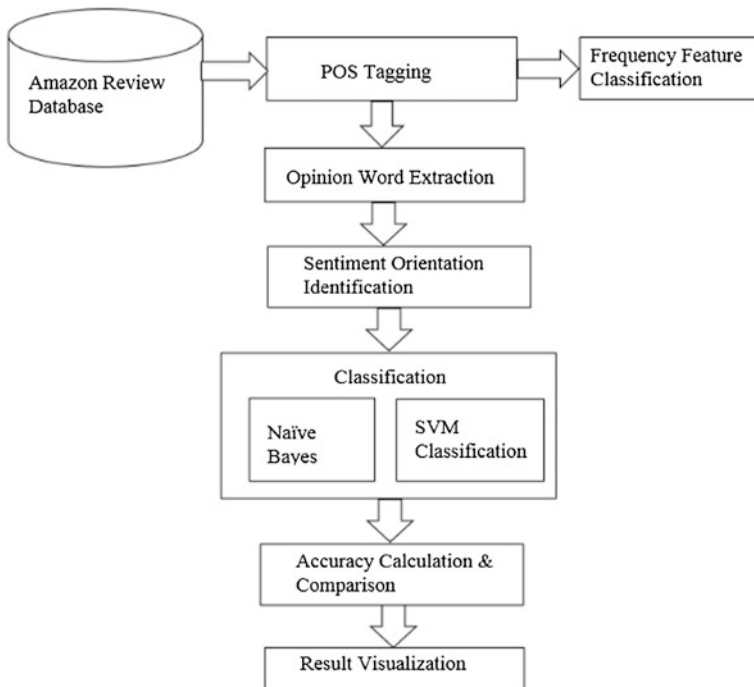 Amazon Review
Database
POS Tagging
Frequency Feature
Classification
Opinion Word Extraction
Sentiment Orientation
Identification
Classification
Naïve
Bayes
SVM
Classification
Accuracy Calculation &
Comparison
Result Visualization